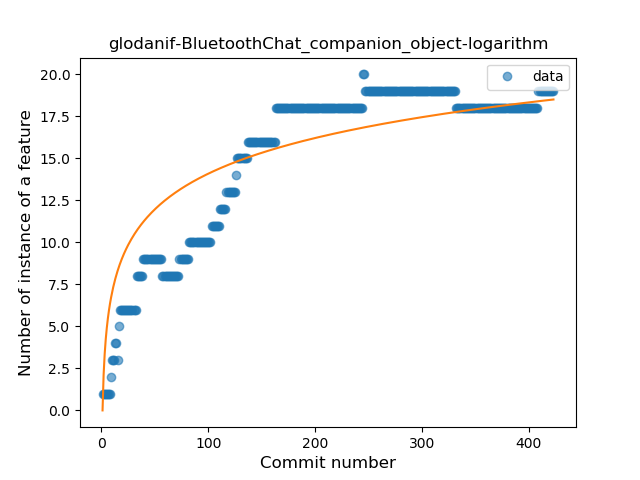 glodanif-BluetoothChat_companion_object-logarithm
data
Number of instance of a feature
20.0
17.5
15.0
12.5
10.0
7.5
5.0
2.5
0.0
0 100 200 300 400
Commit number